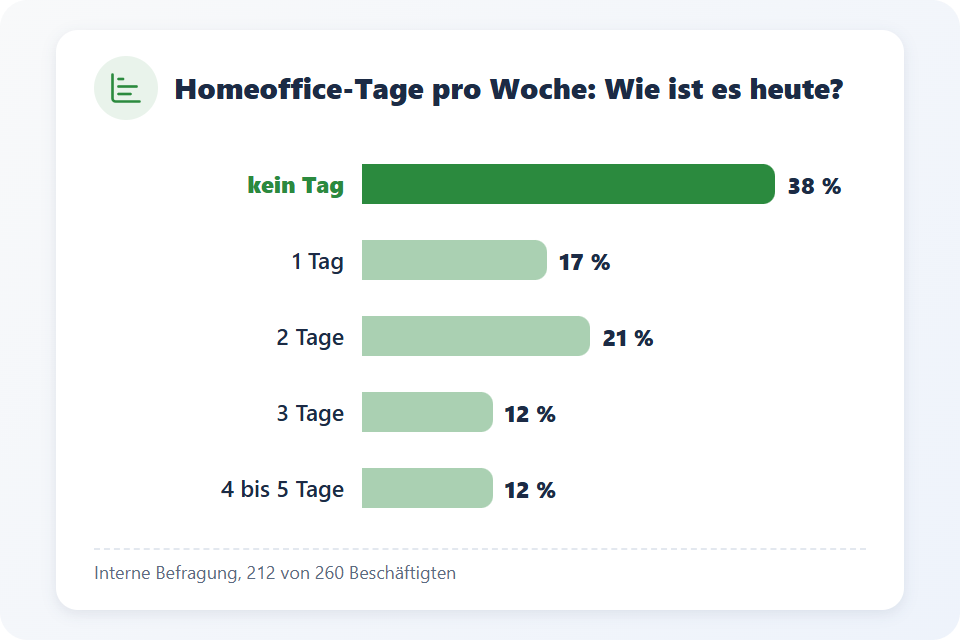 Homeoffice-Tage pro Woche: Wie ist es heute?
kein Tag 38 %
1 Tag 17 %
2 Tage 21 %
3 Tage 12 %
4 bis 5 Tage 12 %
Interne Befragung, 212 von 260 Beschäftigten